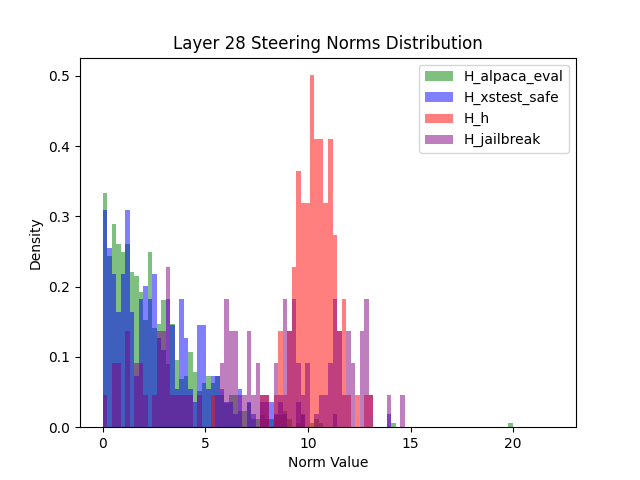 Layer 28 Steering Norms Distribution
H_alpaca_eval
H_xstest_safe
H_h
H_jailbreak
Density
0.5
0.4
0.3
0.2
0.1
0.0
0 5 10 15 20
Norm Value